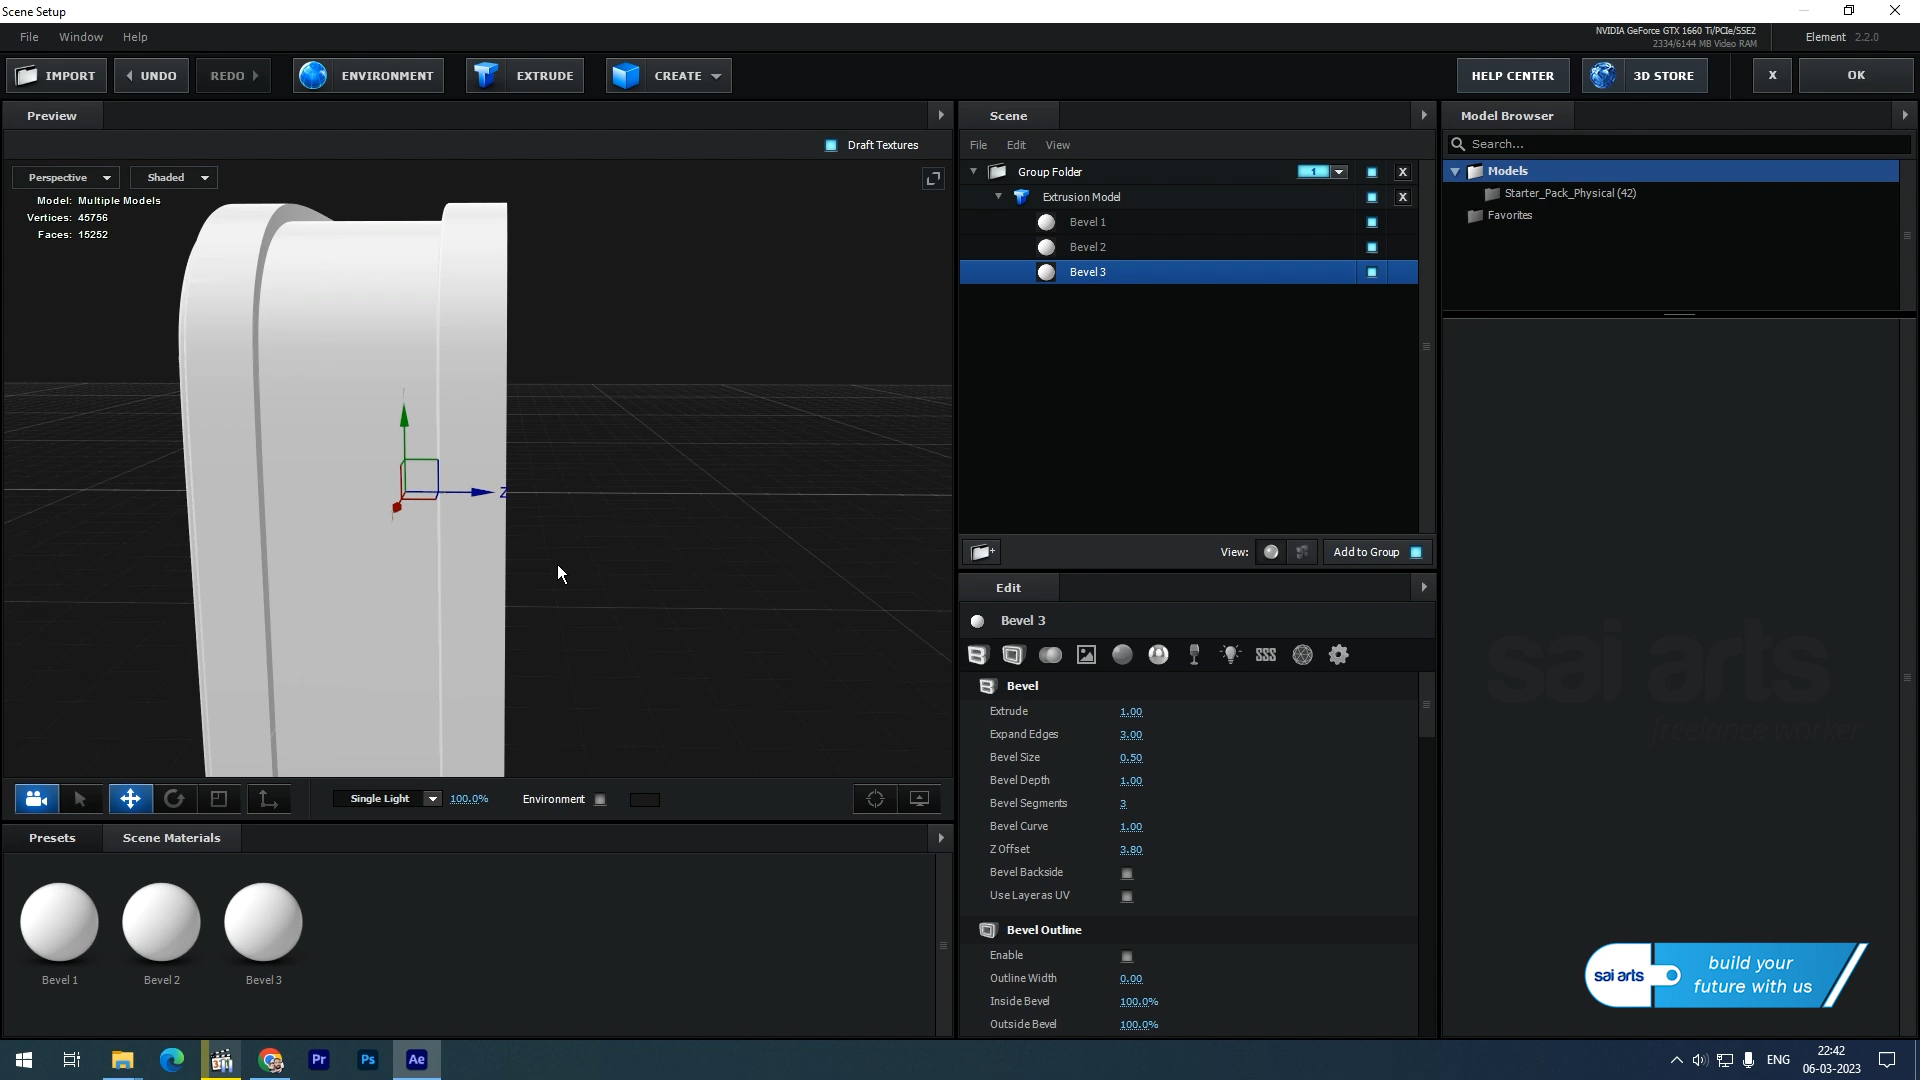 Scene Setup
File Window Help
NVIDIA GeForce GTX 1660 Ti/PCIe/SSE2
2334/6144 MB Video RAM
Element 2.2.0
IMPORT UNDO REDO ENVIRONMENT EXTRUDE CREATE HELP CENTER 3D STORE X OK
Preview
Draft Textures
Perspective Shaded
Model: Multiple Models
Vertices: 45756
Faces: 15252
Z
Single Light 100.0% Environment
Presets Scene Materials
Bevel 1 Bevel 2 Bevel 3
Scene
File Edit View
Group Folder 1 X
Extrusion Model X
Bevel 1
Bevel 2
Bevel 3
View: Add to Group
Edit
Bevel 3
Bevel
Extrude 1.00
Expand Edges 3.00
Bevel Size 0.50
Bevel Depth 1.00
Bevel Segments 3
Bevel Curve 1.00
Z Offset 3.80
Bevel Backside
Use Layer as UV
Bevel Outline
Enable
Outline Width 0.00
Inside Bevel 100.0%
Outside Bevel 100.0%
Model Browser
Search...
Models
Starter_Pack_Physical (42)
Favorites
sai arts
freelance worker
sai arts
build your
future with us
Pr Ps Ae
ENG
22:42
06-03-2023